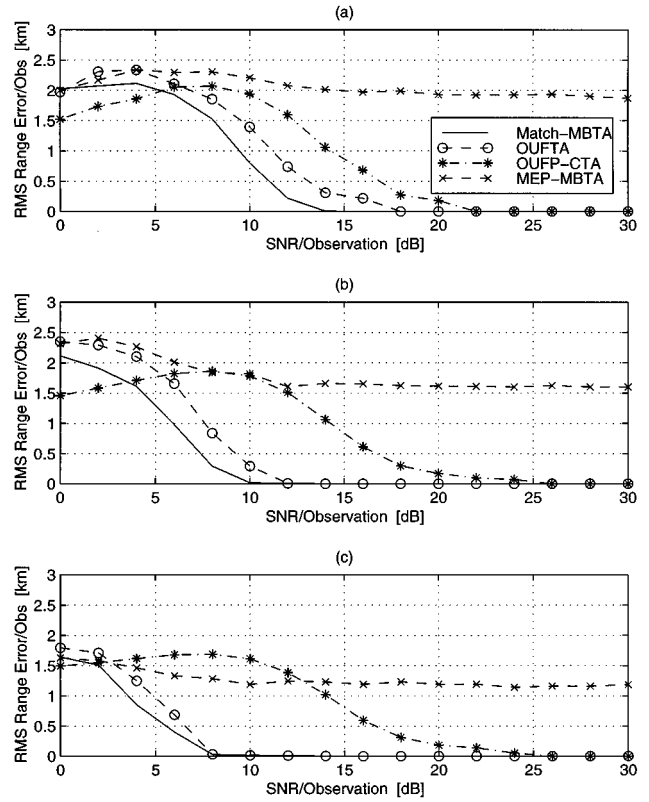 (a)
3
2.5
2
1.5
1
0.5
0
RMS Range Error/Obs [km]
Match−MBTA
OUFTA
OUFP−CTA
MEP−MBTA
0 5 10 15 20 25 30
SNR/Observation [dB]
(b)
3
2.5
2
1.5
1
0.5
0
RMS Range Error/Obs [km]
0 5 10 15 20 25 30
SNR/Observation [dB]
(c)
3
2.5
2
1.5
1
0.5
0
RMS Range Error/Obs [km]
0 5 10 15 20 25 30
SNR/Observation [dB]